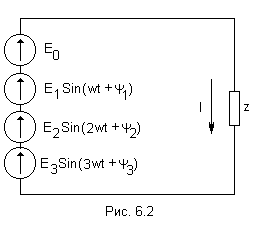 E₀
E₁Sin(wt + Ψ₁)
E₂Sin(2wt + Ψ₂)
E₃Sin(3wt + Ψ₃)
I
z
Рис. 6.2